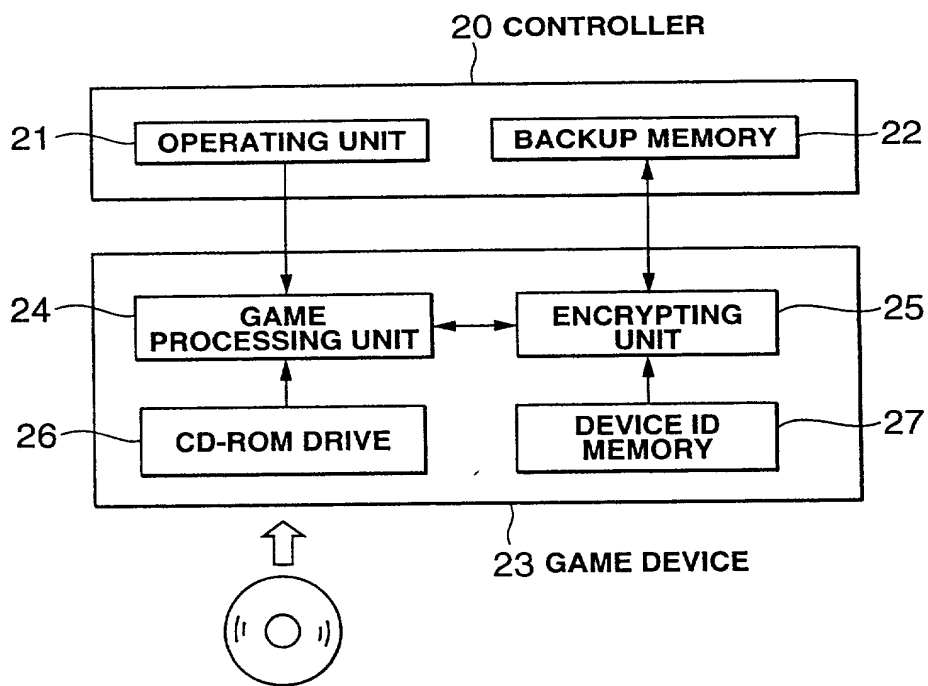 20 CONTROLLER
21
OPERATING UNIT
BACKUP MEMORY
22
24
GAME
PROCESSING UNIT
ENCRYPTING
UNIT
25
26
CD-ROM DRIVE
DEVICE ID
MEMORY
27
23 GAME DEVICE